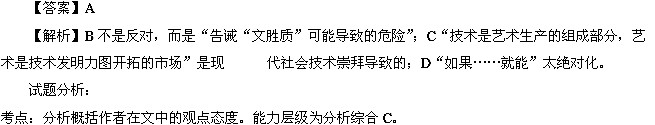 【答案】A
【解析】B 不是反对，而是“告诫“文胜质”可能导致的危险”；C“技术是艺术生产的组成部分，艺
术是技术发明力图开拓的市场”是现　　代社会技术崇拜导致的；D“如果……就能”太绝对化。
试题分析：
考点：分析概括作者在文中的观点态度。能力层级为分析综合 C。